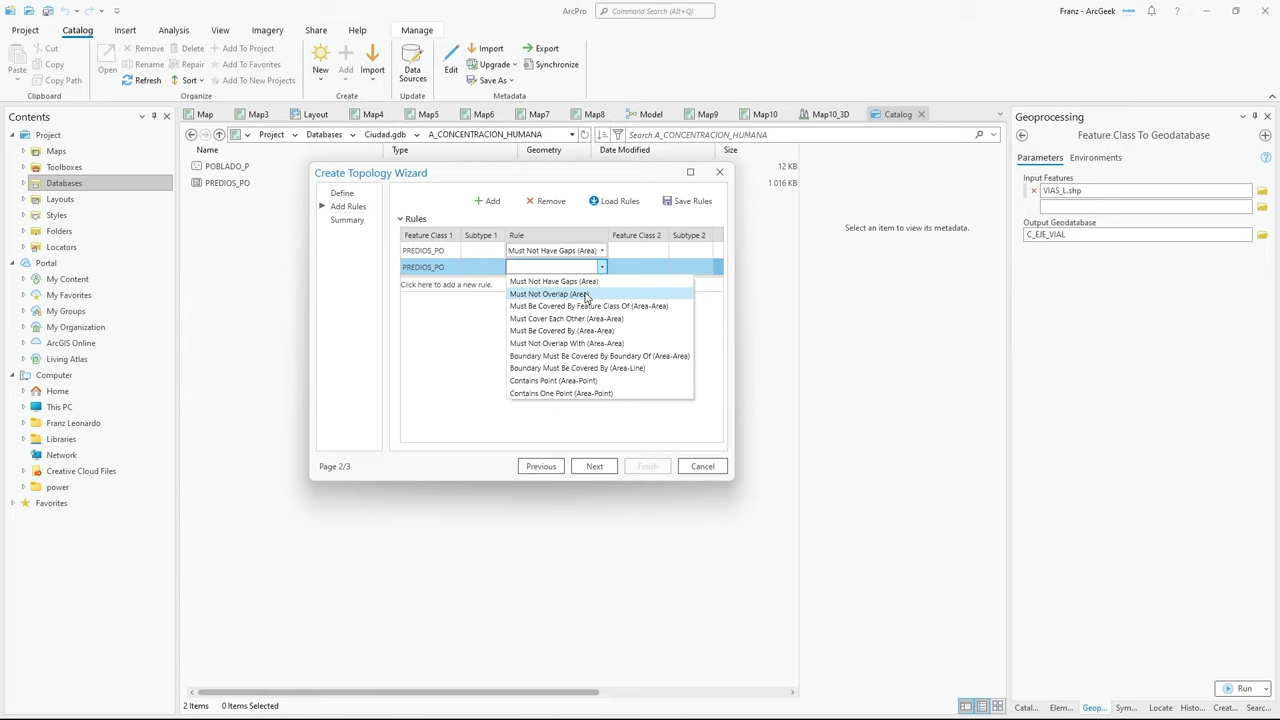 ArcPro
Command Search (Alt+Q)
Franz - ArcGeek
?
Project
Catalog
Insert
Analysis
View
Imagery
Share
Help
Manage
Paste
Cut
Copy
Copy Path
Clipboard
Open
Remove
Delete
Add To Project
Rename
Repair
Add To Favorites
Refresh
Sort
Add To New Projects
Organize
New
Add
Import
Create
Data Sources
Update
Edit
Import
Export
Upgrade
Synchronize
Save As
Metadata
Contents
Project
Maps
Toolboxes
Databases
Layouts
Styles
Folders
Locators
Portal
My Content
My Favorites
My Groups
My Organization
ArcGIS Online
Living Atlas
Computer
Home
This PC
Franz Leonardo
Libraries
Network
Creative Cloud Files
power
Favorites
Map
Map3
Layout
Map4
Map5
Map6
Map7
Map8
Model
Map9
Map10
Map10_3D
Catalog
Project
Databases
Ciudad.gdb
A_CONCENTRACION_HUMANA
Search A_CONCENTRACION_HUMANA
Name
Type
Geometry
Date Modified
Size
POBLADO_P
12 KB
PREDIOS_PO
1 016 KB
Create Topology Wizard
Define
Add Rules
Summary
Add
Remove
Load Rules
Save Rules
Rules
Feature Class 1
Subtype 1
Rule
Feature Class 2
Subtype 2
PREDIOS_PO
Must Not Have Gaps (Area)
PREDIOS_PO
Click here to add a new rule.
Must Not Have Gaps (Area)
Must Not Overlap (Area)
Must Be Covered By Feature Class Of (Area-Area)
Must Cover Each Other (Area-Area)
Must Be Covered By (Area-Area)
Must Not Overlap With (Area-Area)
Boundary Must Be Covered By Boundary Of (Area-Area)
Boundary Must Be Covered By (Area-Line)
Contains Point (Area-Point)
Contains One Point (Area-Point)
Page 2/3
Previous
Next
Finish
Cancel
Select an item to view its metadata.
2 Items
0 Items Selected
Geoprocessing
Feature Class To Geodatabase
Parameters
Environments
?
Input Features
VIAS_L.shp
Output Geodatabase
C_EJE_VIAL
Run
Catal...
Elem...
Geop...
Sym...
Locate
Histo...
Creat...
Searc...